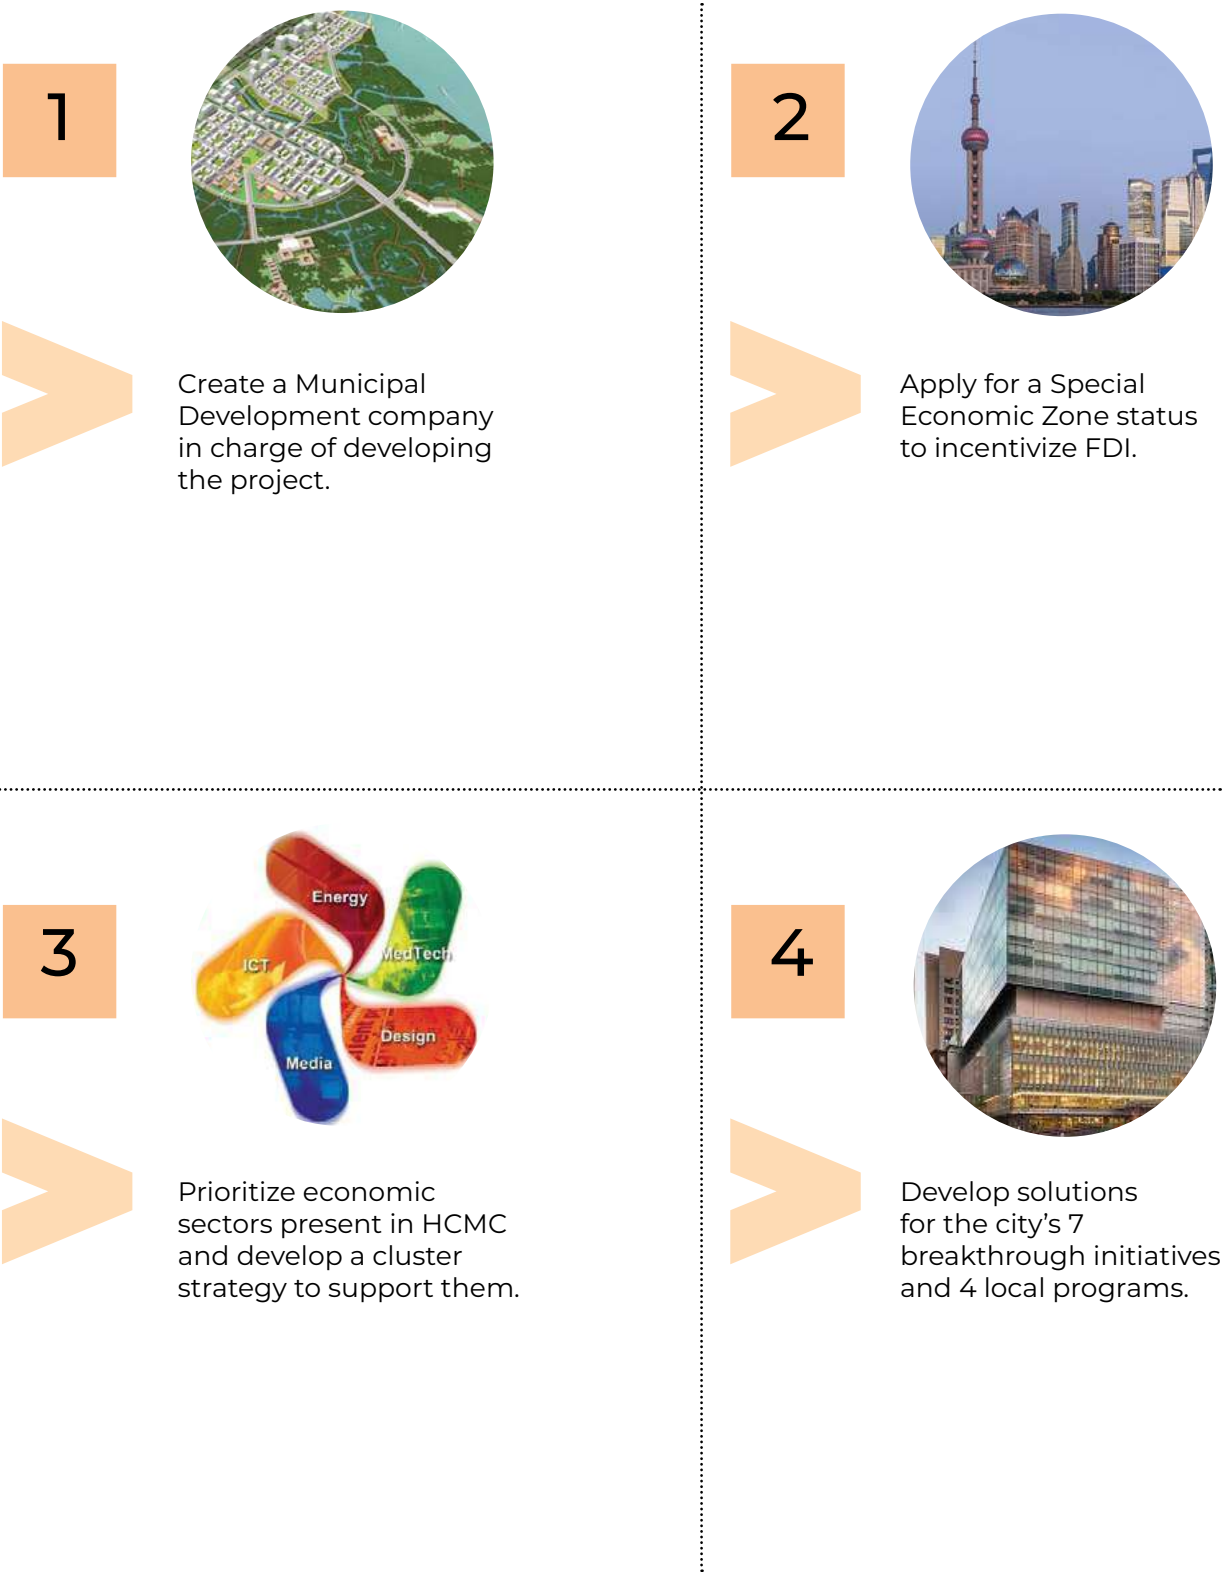 1
Create a Municipal
Development company
in charge of developing
the project.
2
Apply for a Special
Economic Zone status
to incentivize FDI.
3
Energy
MedTech
ICT
Design
Media
Prioritize economic
sectors present in HCMC
and develop a cluster
strategy to support them.
4
Develop solutions
for the city’s 7
breakthrough initiatives
and 4 local programs.